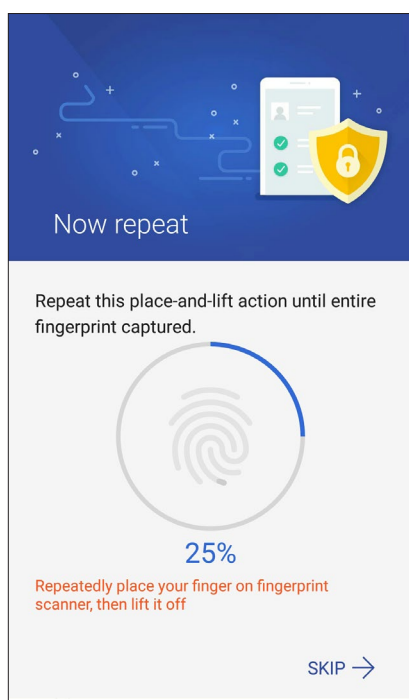 Now repeat
Repeat this place-and-lift action until entire
fingerprint captured.
25%
Repeatedly place your finger on fingerprint
scanner, then lift it off
SKIP